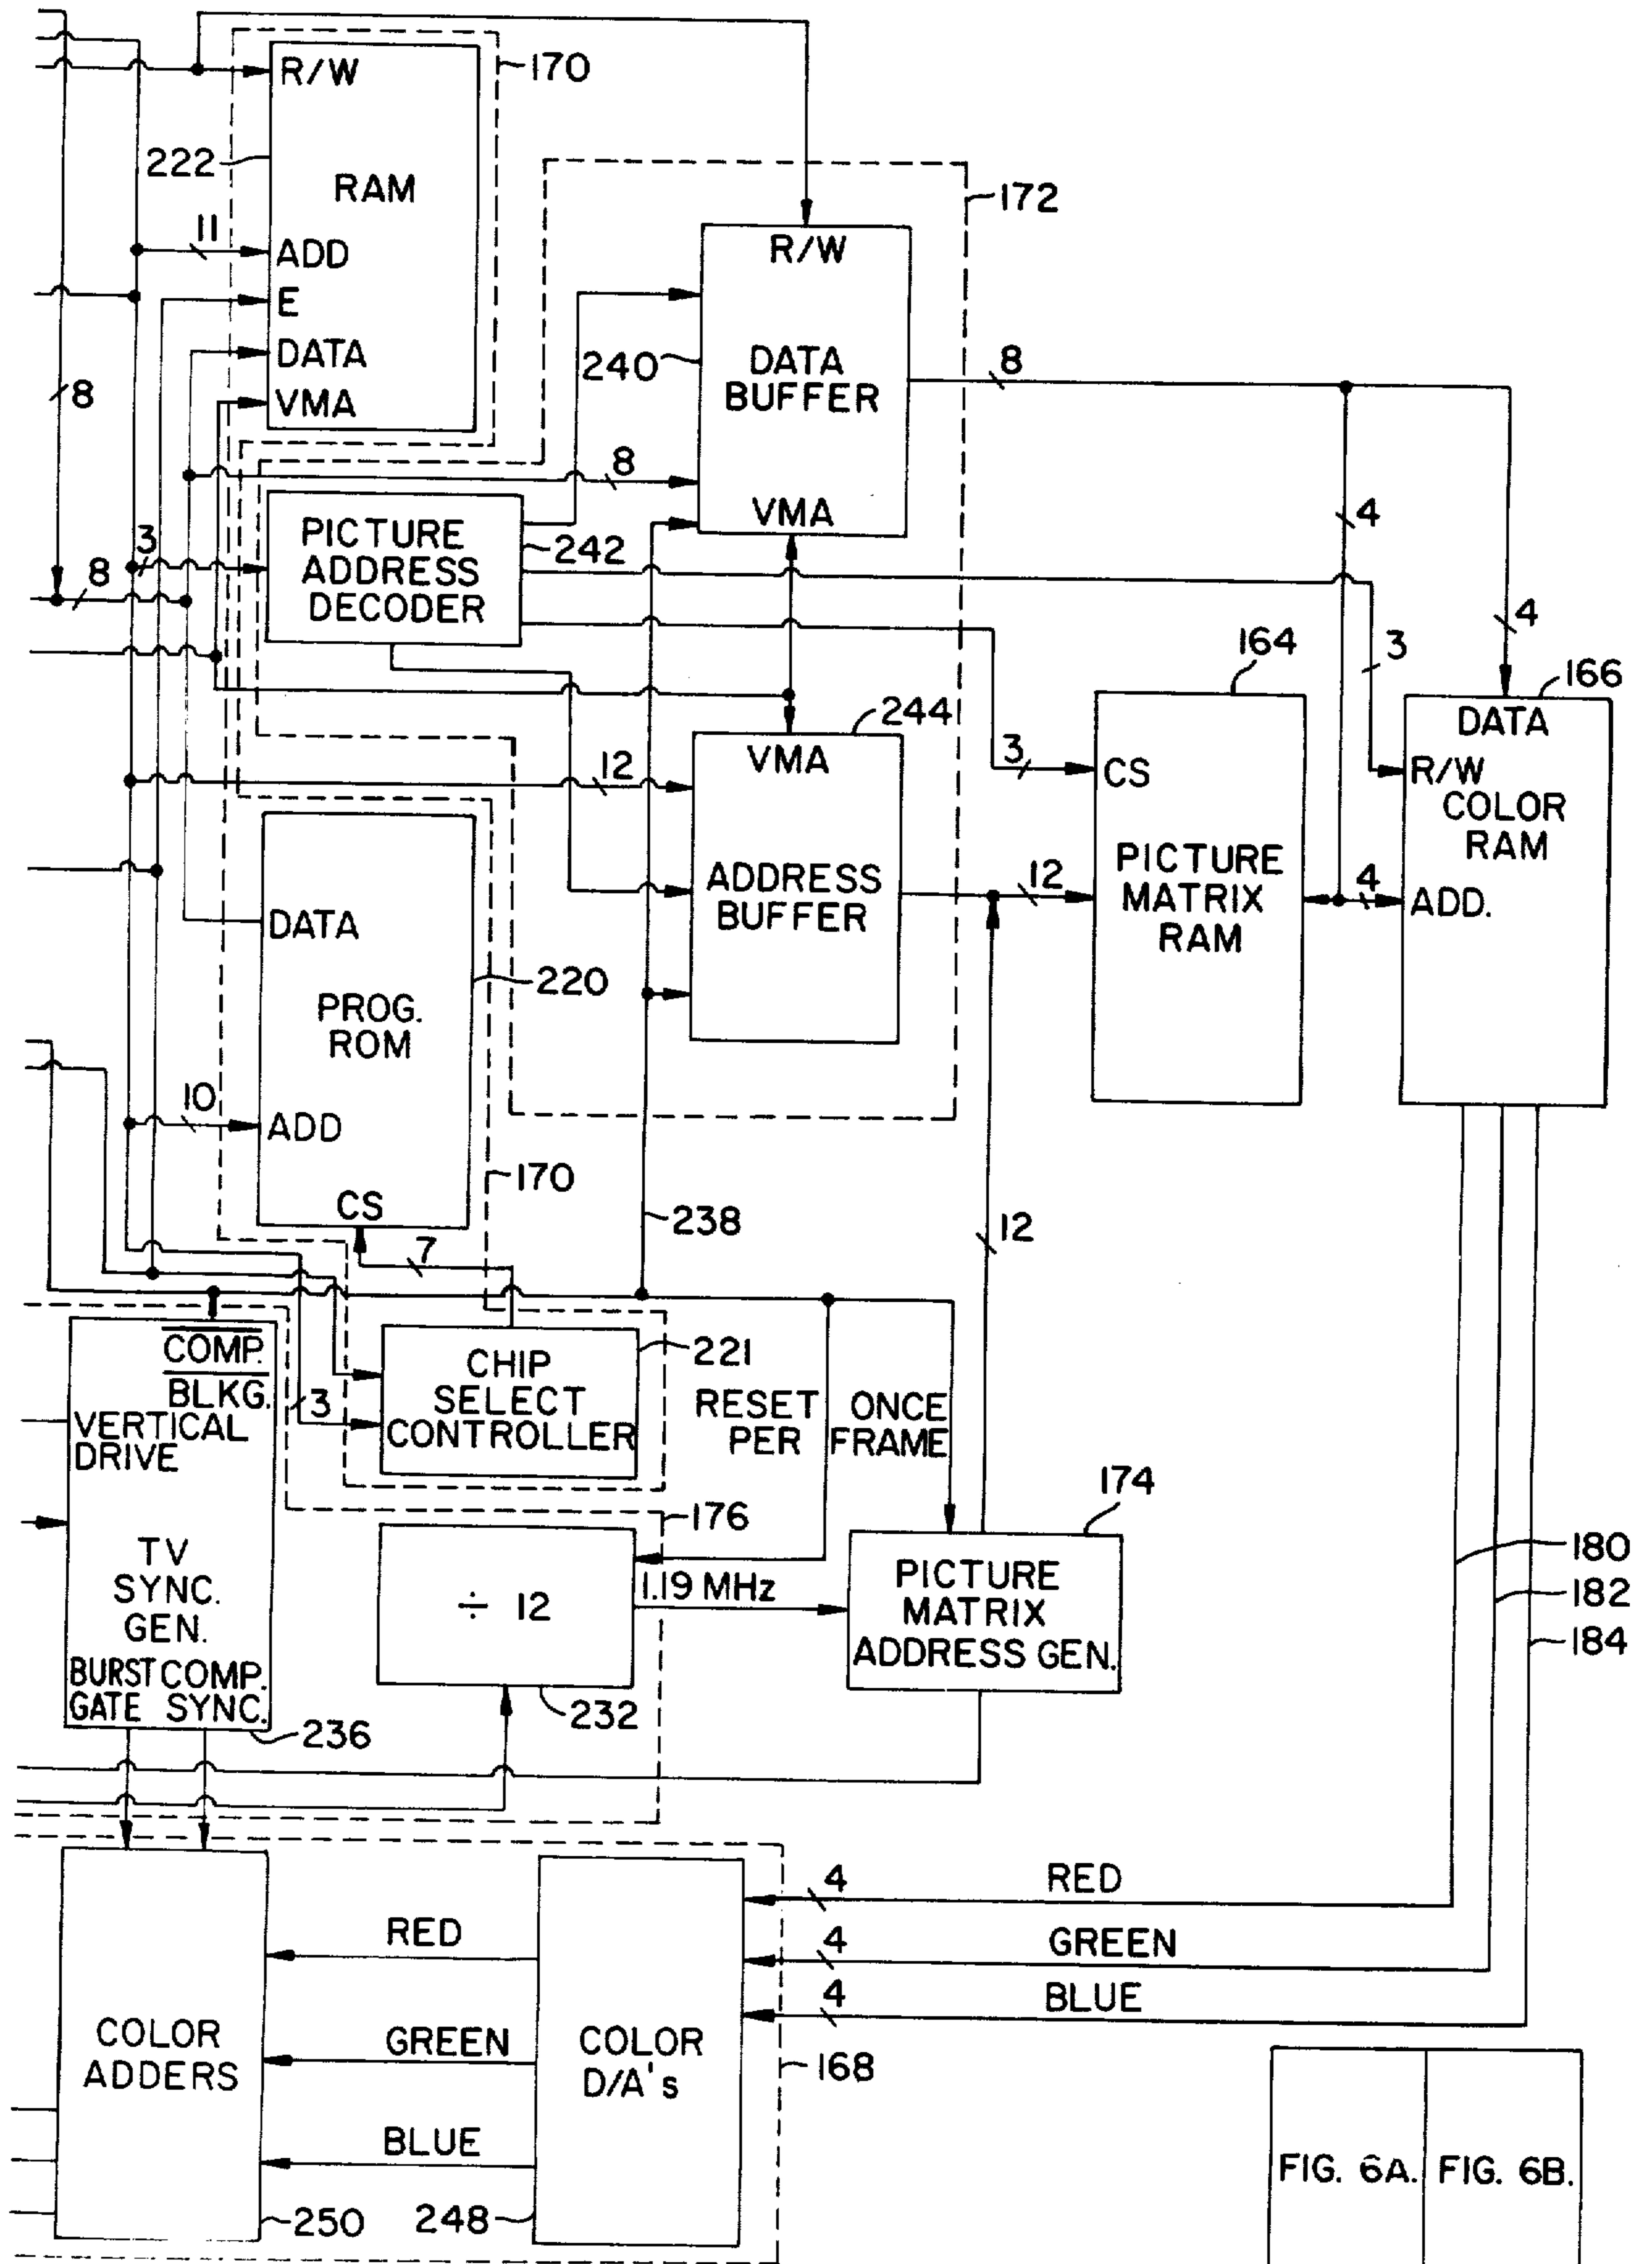 R/W
170
222
RAM
172
11
ADD
R/W
E
DATA
240
DATA
BUFFER
8
8
VMA
8
4
VMA
3
PICTURE
ADDRESS
DECODER
242
8
4
3
164
166
244
DATA
VMA
3
CS
R/W
COLOR
RAM
12
PICTURE
MATRIX
RAM
ADDRESS
BUFFER
12
4
ADD.
DATA
220
PROG.
ROM
10
ADD
170
CS
238
12
7
COMP.
BLKG.
221
VERTICAL
DRIVE
3
CHIP
SELECT
CONTROLLER
RESET ONCE
PER FRAME
174
176
180
TV
SYNC.
GEN.
÷ 12
1.19 MHz
PICTURE
MATRIX
ADDRESS GEN.
182
184
BURST COMP.
GATE SYNC.
232
236
4
RED
RED
4
GREEN
4
BLUE
COLOR
ADDERS
GREEN
COLOR
D/A's
168
BLUE
FIG. 6A. FIG. 6B.
250
248